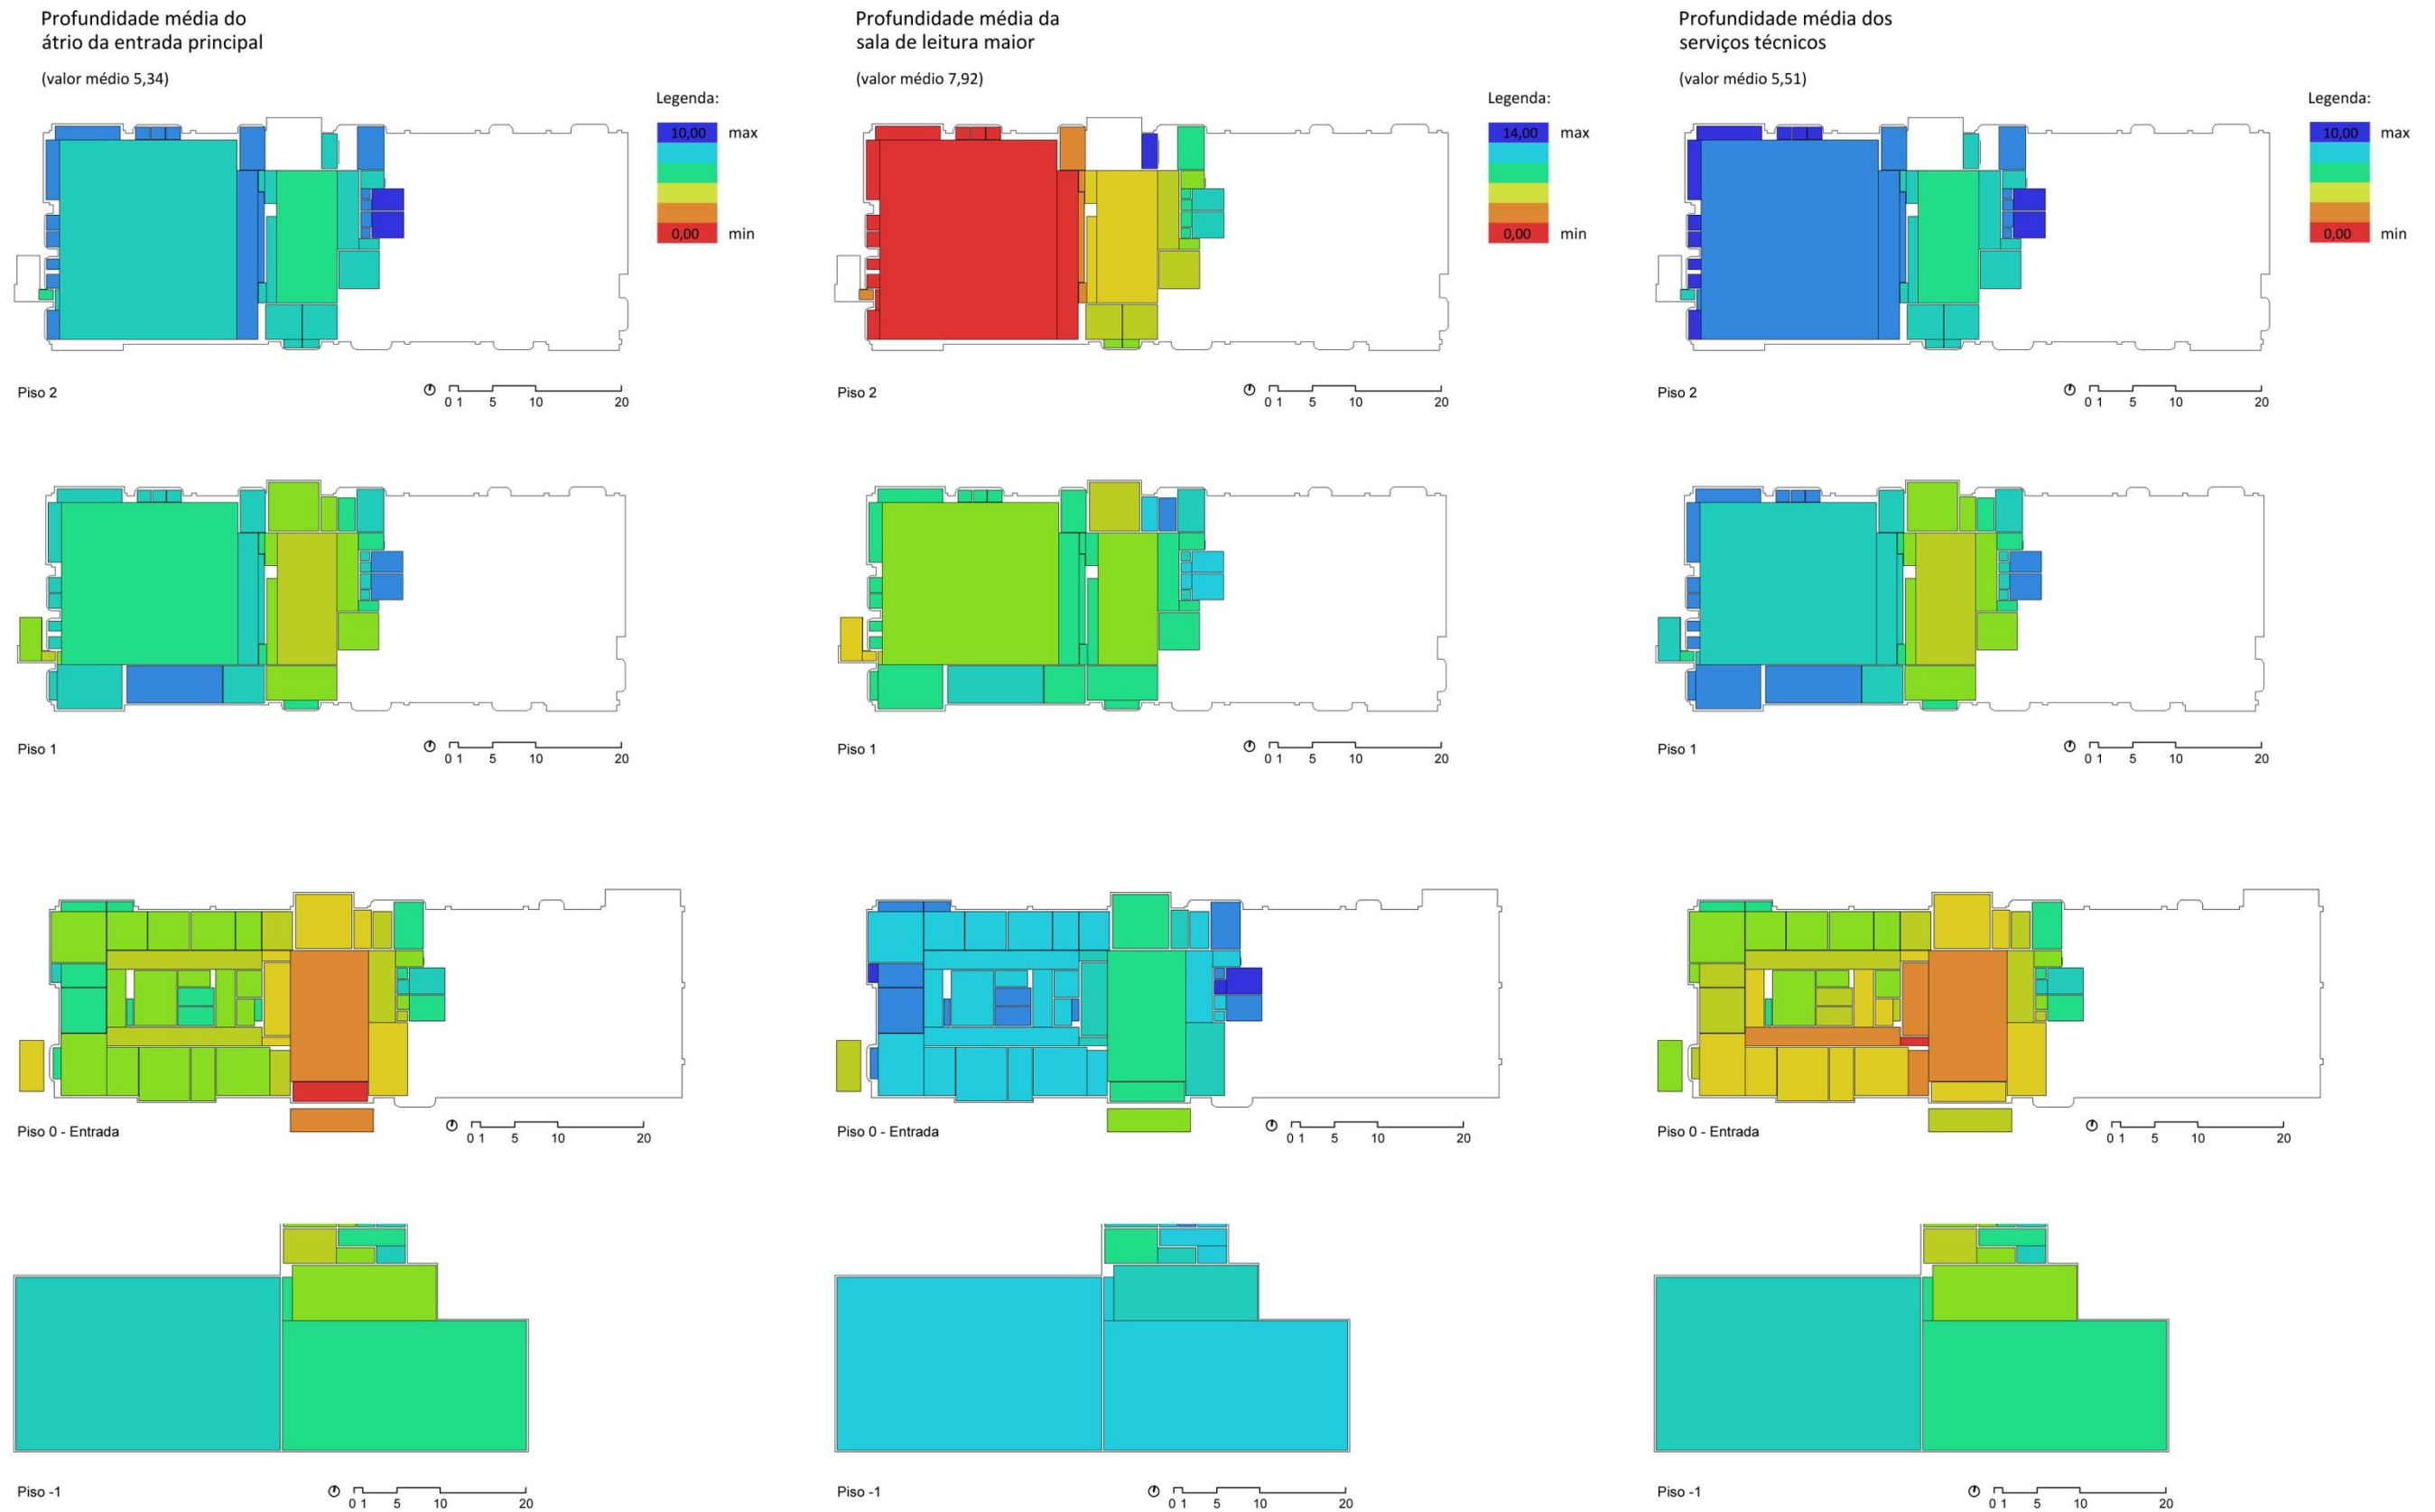 Profundidade média do
átrio da entrada principal
(valor médio 5,34)
Legenda:
10,00 max
0,00 min
Piso 2
0 1 5 10 20
Piso 1
0 1 5 10 20
Piso 0 - Entrada
0 1 5 10 20
Piso -1
0 1 5 10 20
Profundidade média da
sala de leitura maior
(valor médio 7,92)
Legenda:
14,00 max
0,00 min
Piso 2
0 1 5 10 20
Piso 1
0 1 5 10 20
Piso 0 - Entrada
0 1 5 10 20
Piso -1
0 1 5 10 20
Profundidade média dos
serviços técnicos
(valor médio 5,51)
Legenda:
10,00 max
0,00 min
Piso 2
0 1 5 10 20
Piso 1
0 1 5 10 20
Piso 0 - Entrada
0 1 5 10 20
Piso -1
0 1 5 10 20